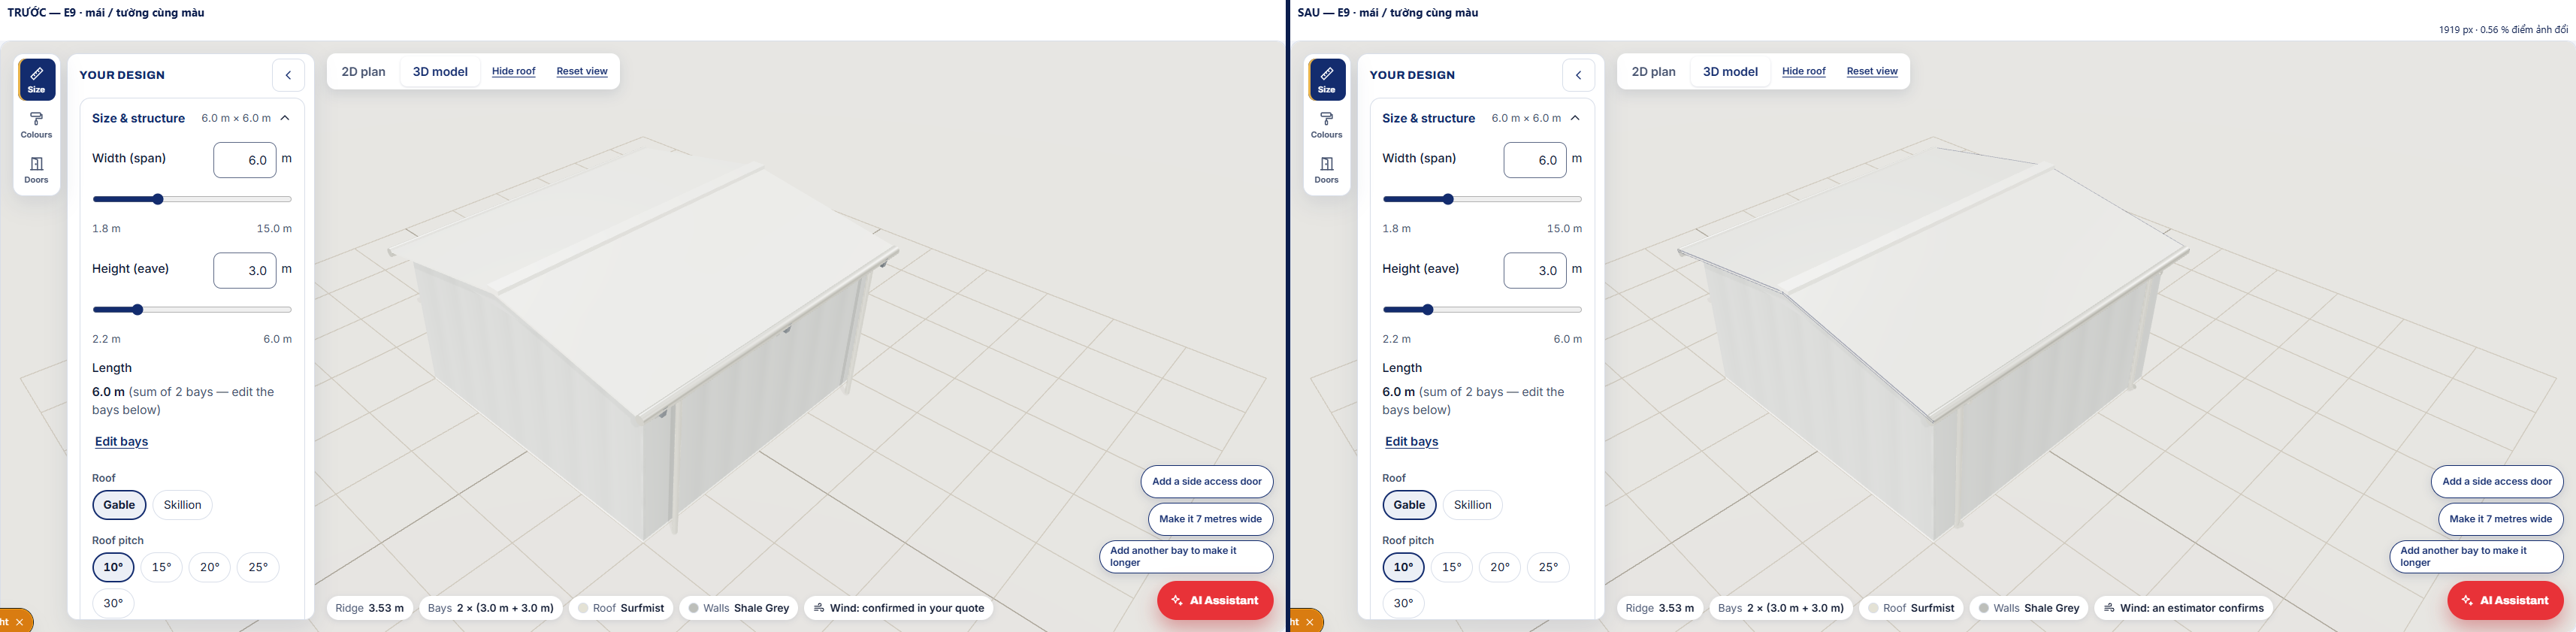 TRƯỚC — E9 · mái / tường cùng màu
Size
Colours
Doors
YOUR DESIGN
Size & structure 6.0 m × 6.0 m
Width (span) 6.0 m
1.8 m 15.0 m
Height (eave) 3.0 m
2.2 m 6.0 m
Length
6.0 m (sum of 2 bays — edit the
bays below)
Edit bays
Roof
Gable Skillion
Roof pitch
10° 15° 20° 25°
30°
ht ×
2D plan 3D model Hide roof Reset view
Add a side access door
Make it 7 metres wide
Add another bay to make it
longer
AI Assistant
Ridge 3.53 m Bays 2 × (3.0 m + 3.0 m) Roof Surfmist Walls Shale Grey Wind: confirmed in your quote
SAU — E9 · mái / tường cùng màu
1919 px · 0.56 % điểm ảnh đổi
Size
Colours
Doors
YOUR DESIGN
Size & structure 6.0 m × 6.0 m
Width (span) 6.0 m
1.8 m 15.0 m
Height (eave) 3.0 m
2.2 m 6.0 m
Length
6.0 m (sum of 2 bays — edit the
bays below)
Edit bays
Roof
Gable Skillion
Roof pitch
10° 15° 20° 25°
30°
ht ×
2D plan 3D model Hide roof Reset view
Add a side access door
Make it 7 metres wide
Add another bay to make it
longer
AI Assistant
Ridge 3.53 m Bays 2 × (3.0 m + 3.0 m) Roof Surfmist Walls Shale Grey Wind: an estimator confirms